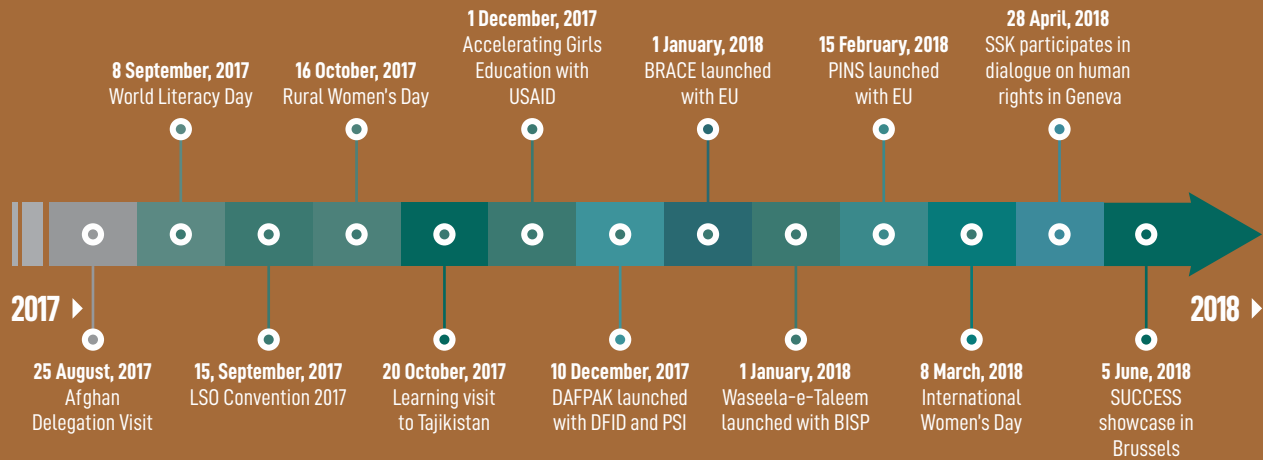 2017
25 August, 2017
Afghan
Delegation Visit
8 September, 2017
World Literacy Day
15, September, 2017
LSO Convention 2017
16 October, 2017
Rural Women's Day
20 October, 2017
Learning visit
to Tajikistan
1 December, 2017
Accelerating Girls
Education with
USAID
10 December, 2017
DAFPAK launched
with DFID and PSI
1 January, 2018
BRACE launched
with EU
1 January, 2018
Waseela-e-Taleem
launched with BISP
15 February, 2018
PINS launched
with EU
8 March, 2018
International
Women's Day
28 April, 2018
SSK participates in
dialogue on human
rights in Geneva
5 June, 2018
SUCCESS
showcase in
Brussels
2018